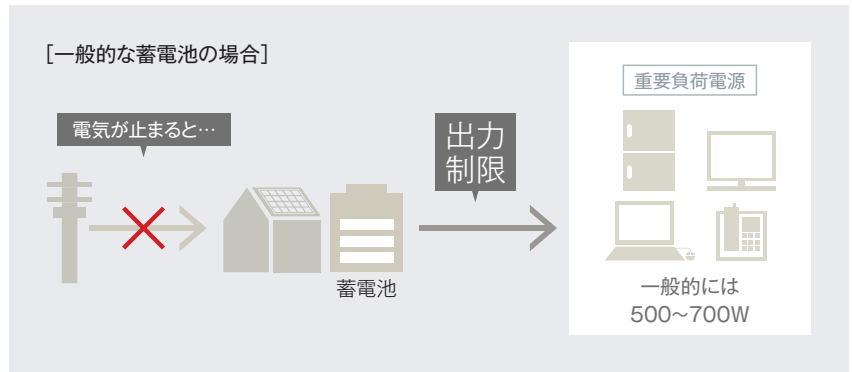 ［一般的な蓄電池の場合］
電気が止まると…
出力
制限
蓄電池
重要負荷電源
一般的には
500〜700W